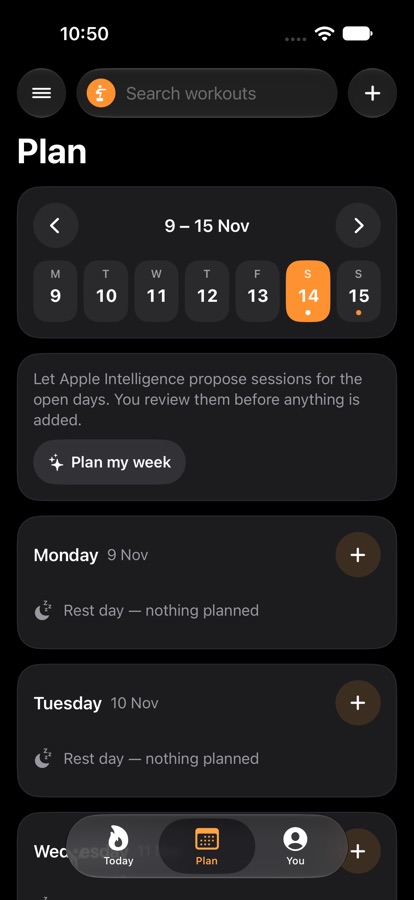 10:50
Search workouts
Plan
9 – 15 Nov
M T W T F S S
9 10 11 12 13 14 15
Let Apple Intelligence propose sessions for the
open days. You review them before anything is
added.
Plan my week
Monday 9 Nov
Rest day — nothing planned
Tuesday 10 Nov
Rest day — nothing planned
Wednesday 11
Today Plan You